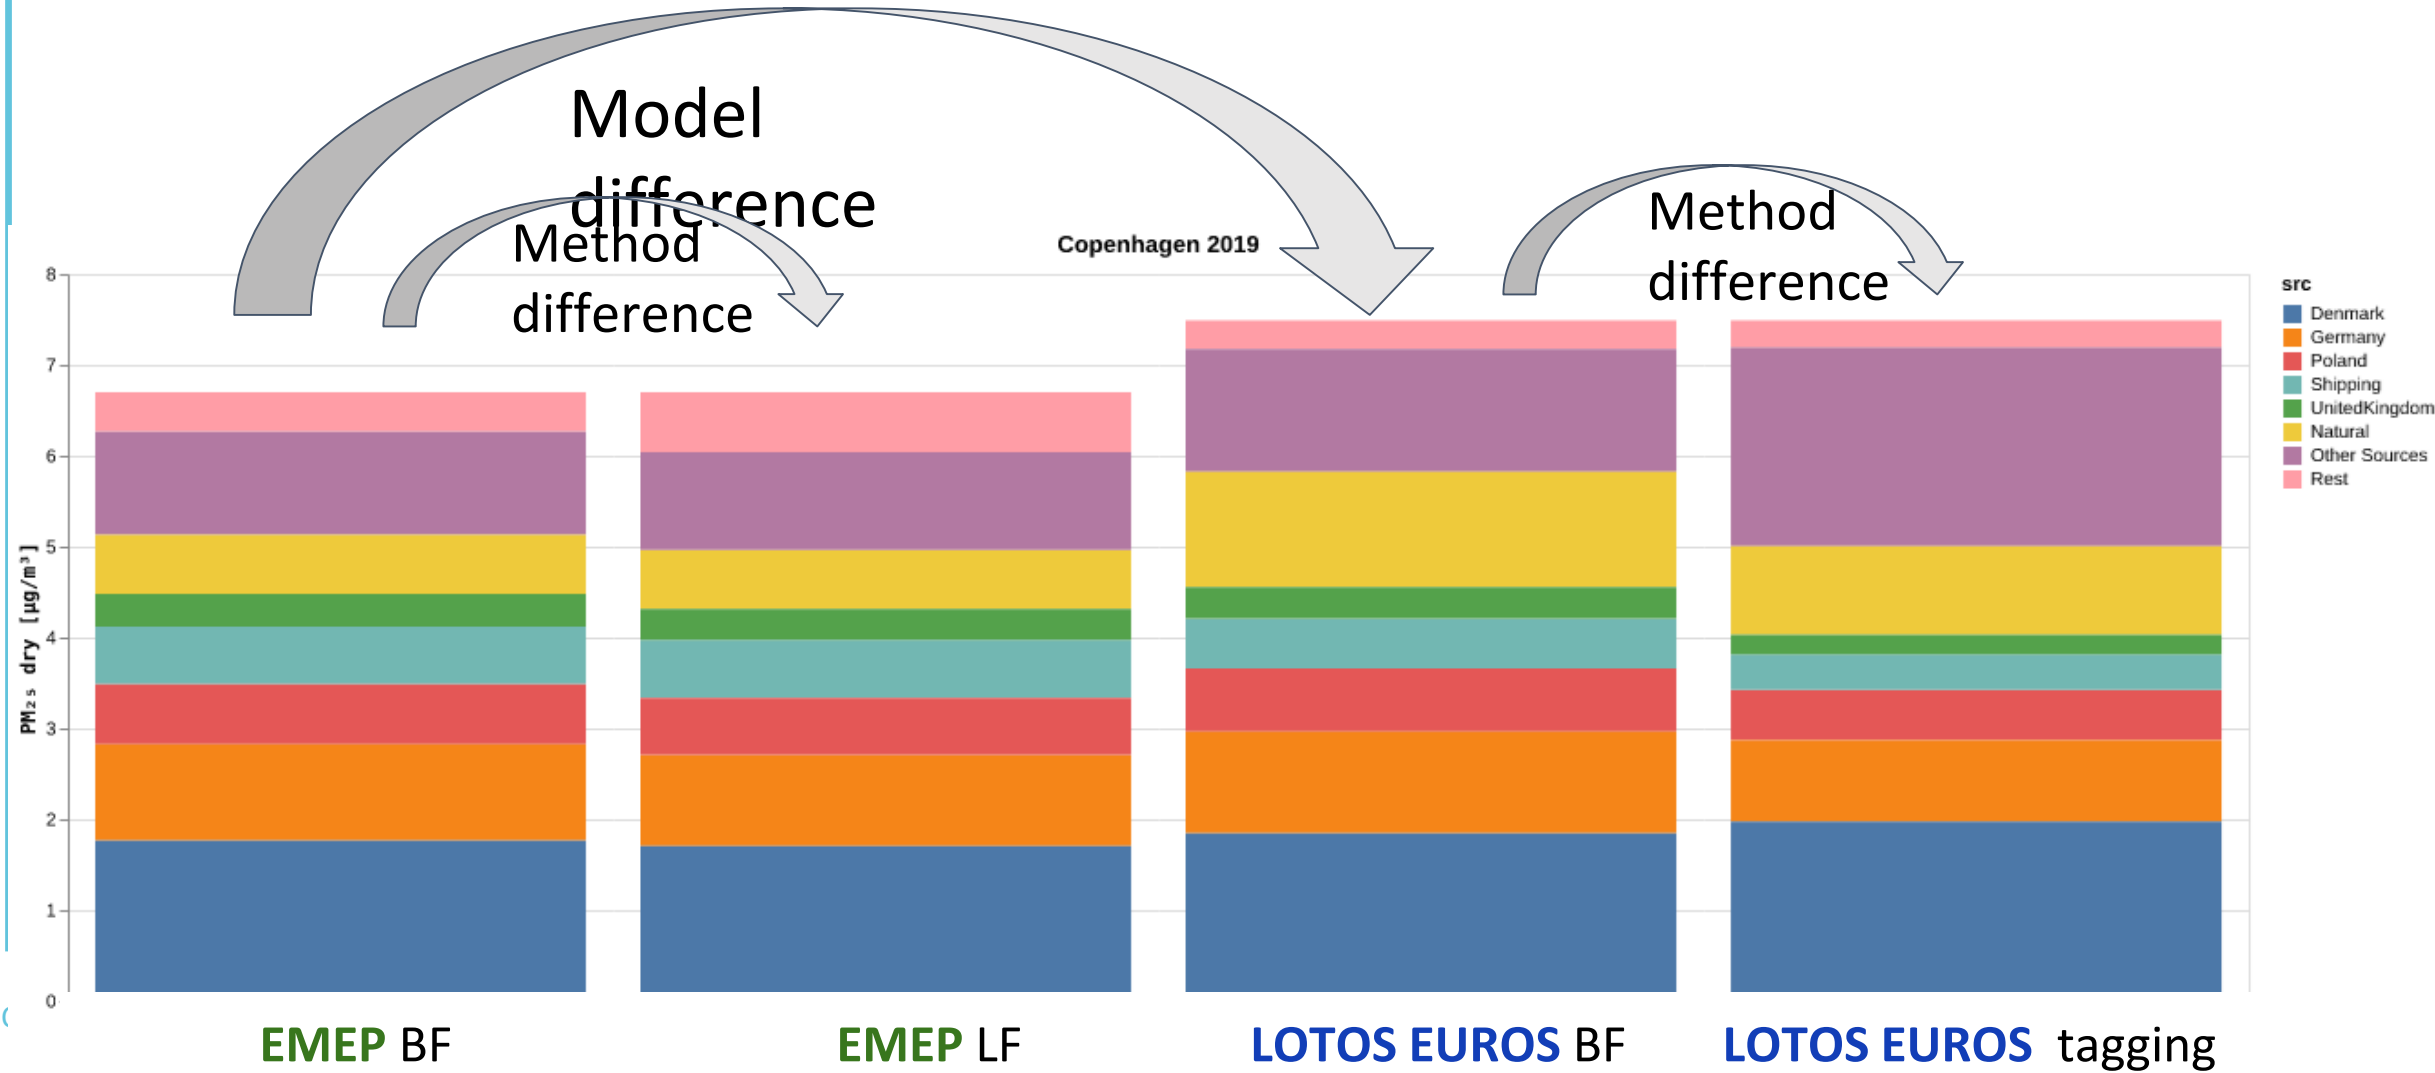 Model
difference
Method
difference
Method
difference
Copenhagen 2019
8
7
6
5
4
3
2
1
0
PM₂₅ dry [µg/m³]
src
Denmark
Germany
Poland
Shipping
UnitedKingdom
Natural
Other Sources
Rest
EMEP BF
EMEP LF
LOTOS EUROS BF
LOTOS EUROS tagging